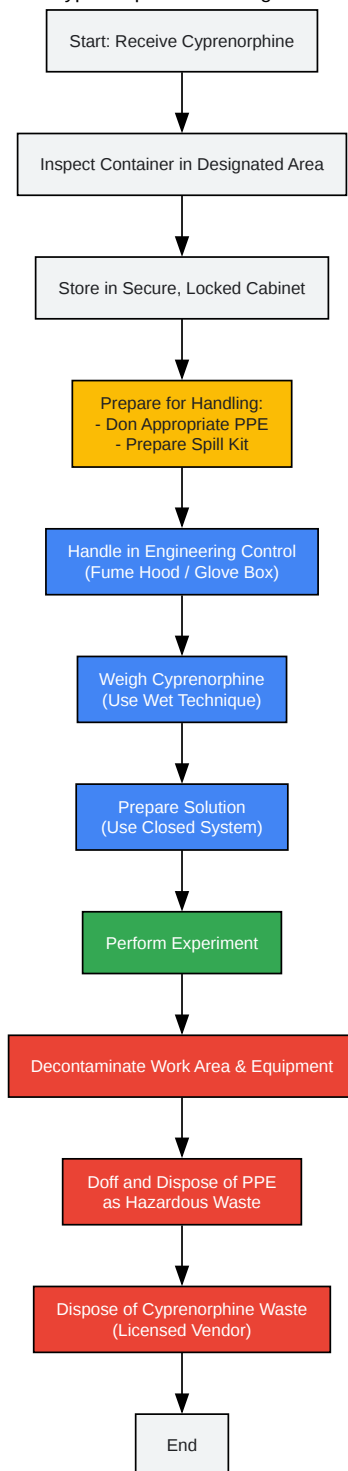 Start: Receive Cyprenorphine
Inspect Container in Designated Area
Store in Secure, Locked Cabinet
Prepare for Handling:
- Don Appropriate PPE
- Prepare Spill Kit
Handle in Engineering Control
(Fume Hood / Glove Box)
Weigh Cyprenorphine
(Use Wet Technique)
Prepare Solution
(Use Closed System)
Perform Experiment
Decontaminate Work Area & Equipment
Doff and Dispose of PPE
as Hazardous Waste
Dispose of Cyprenorphine Waste
(Licensed Vendor)
End